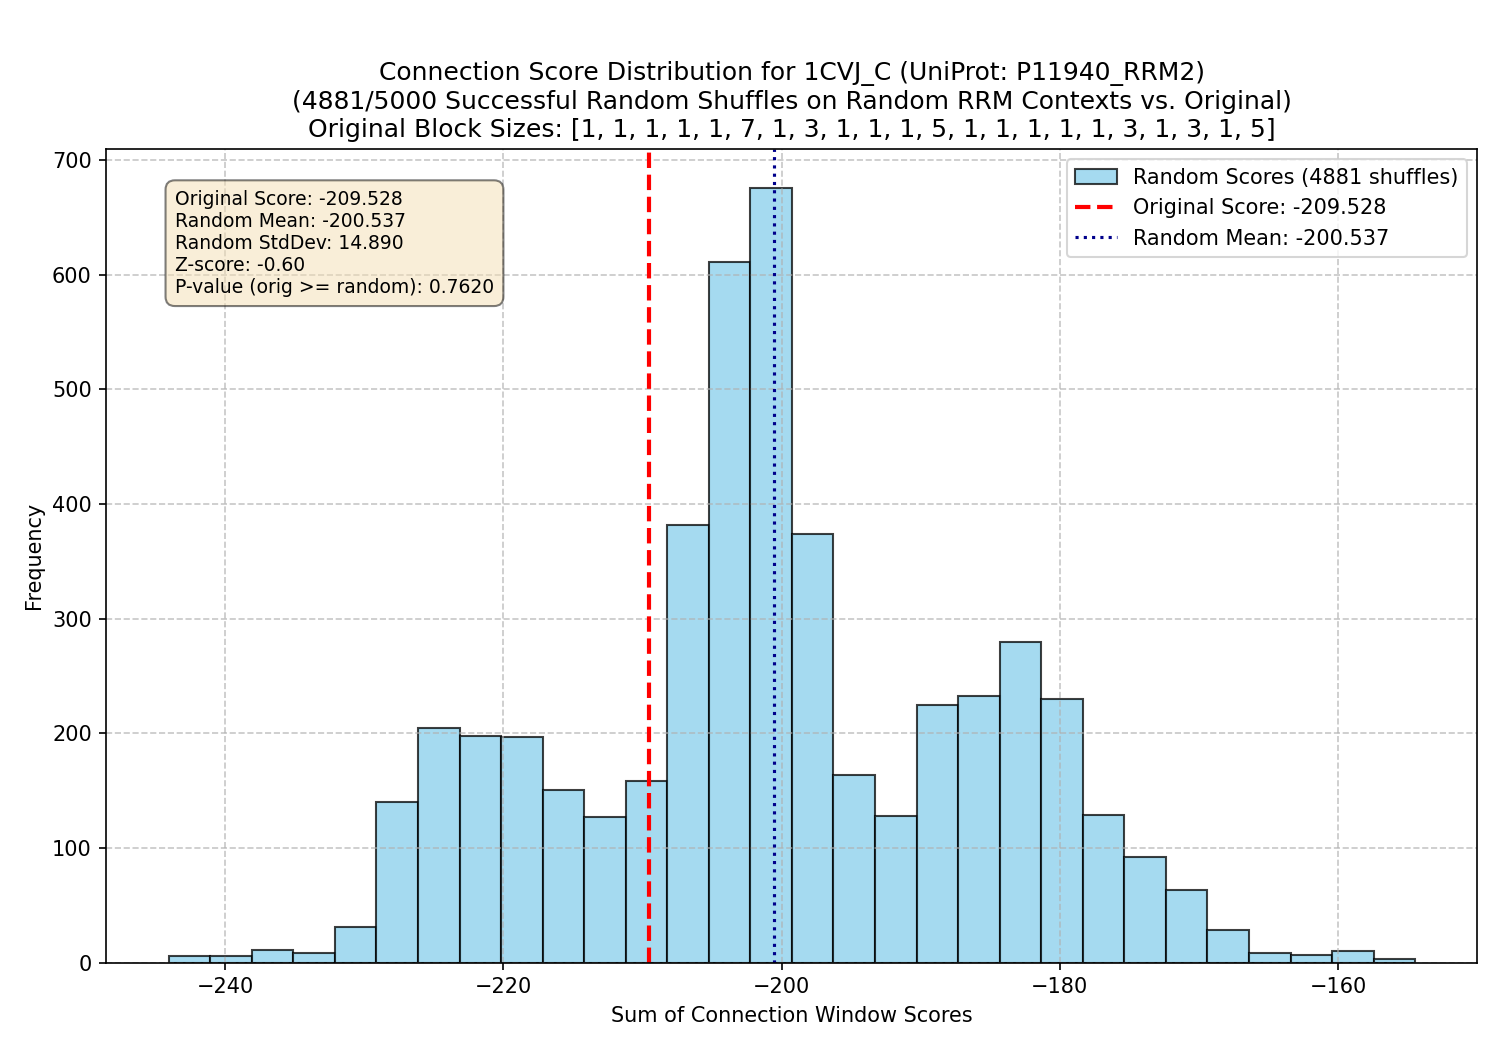 Connection Score Distribution for 1CVJ_C (UniProt: P11940_RRM2)
(4881/5000 Successful Random Shuffles on Random RRM Contexts vs. Original)
Original Block Sizes: [1, 1, 1, 1, 1, 7, 1, 3, 1, 1, 1, 5, 1, 1, 1, 1, 1, 3, 1, 3, 1, 5]
Original Score: -209.528
Random Mean: -200.537
Random StdDev: 14.890
Z-score: -0.60
P-value (orig >= random): 0.7620
Random Scores (4881 shuffles)
Original Score: -209.528
Random Mean: -200.537
Frequency
700
600
500
400
300
200
100
0
−240
−220
−200
−180
−160
Sum of Connection Window Scores